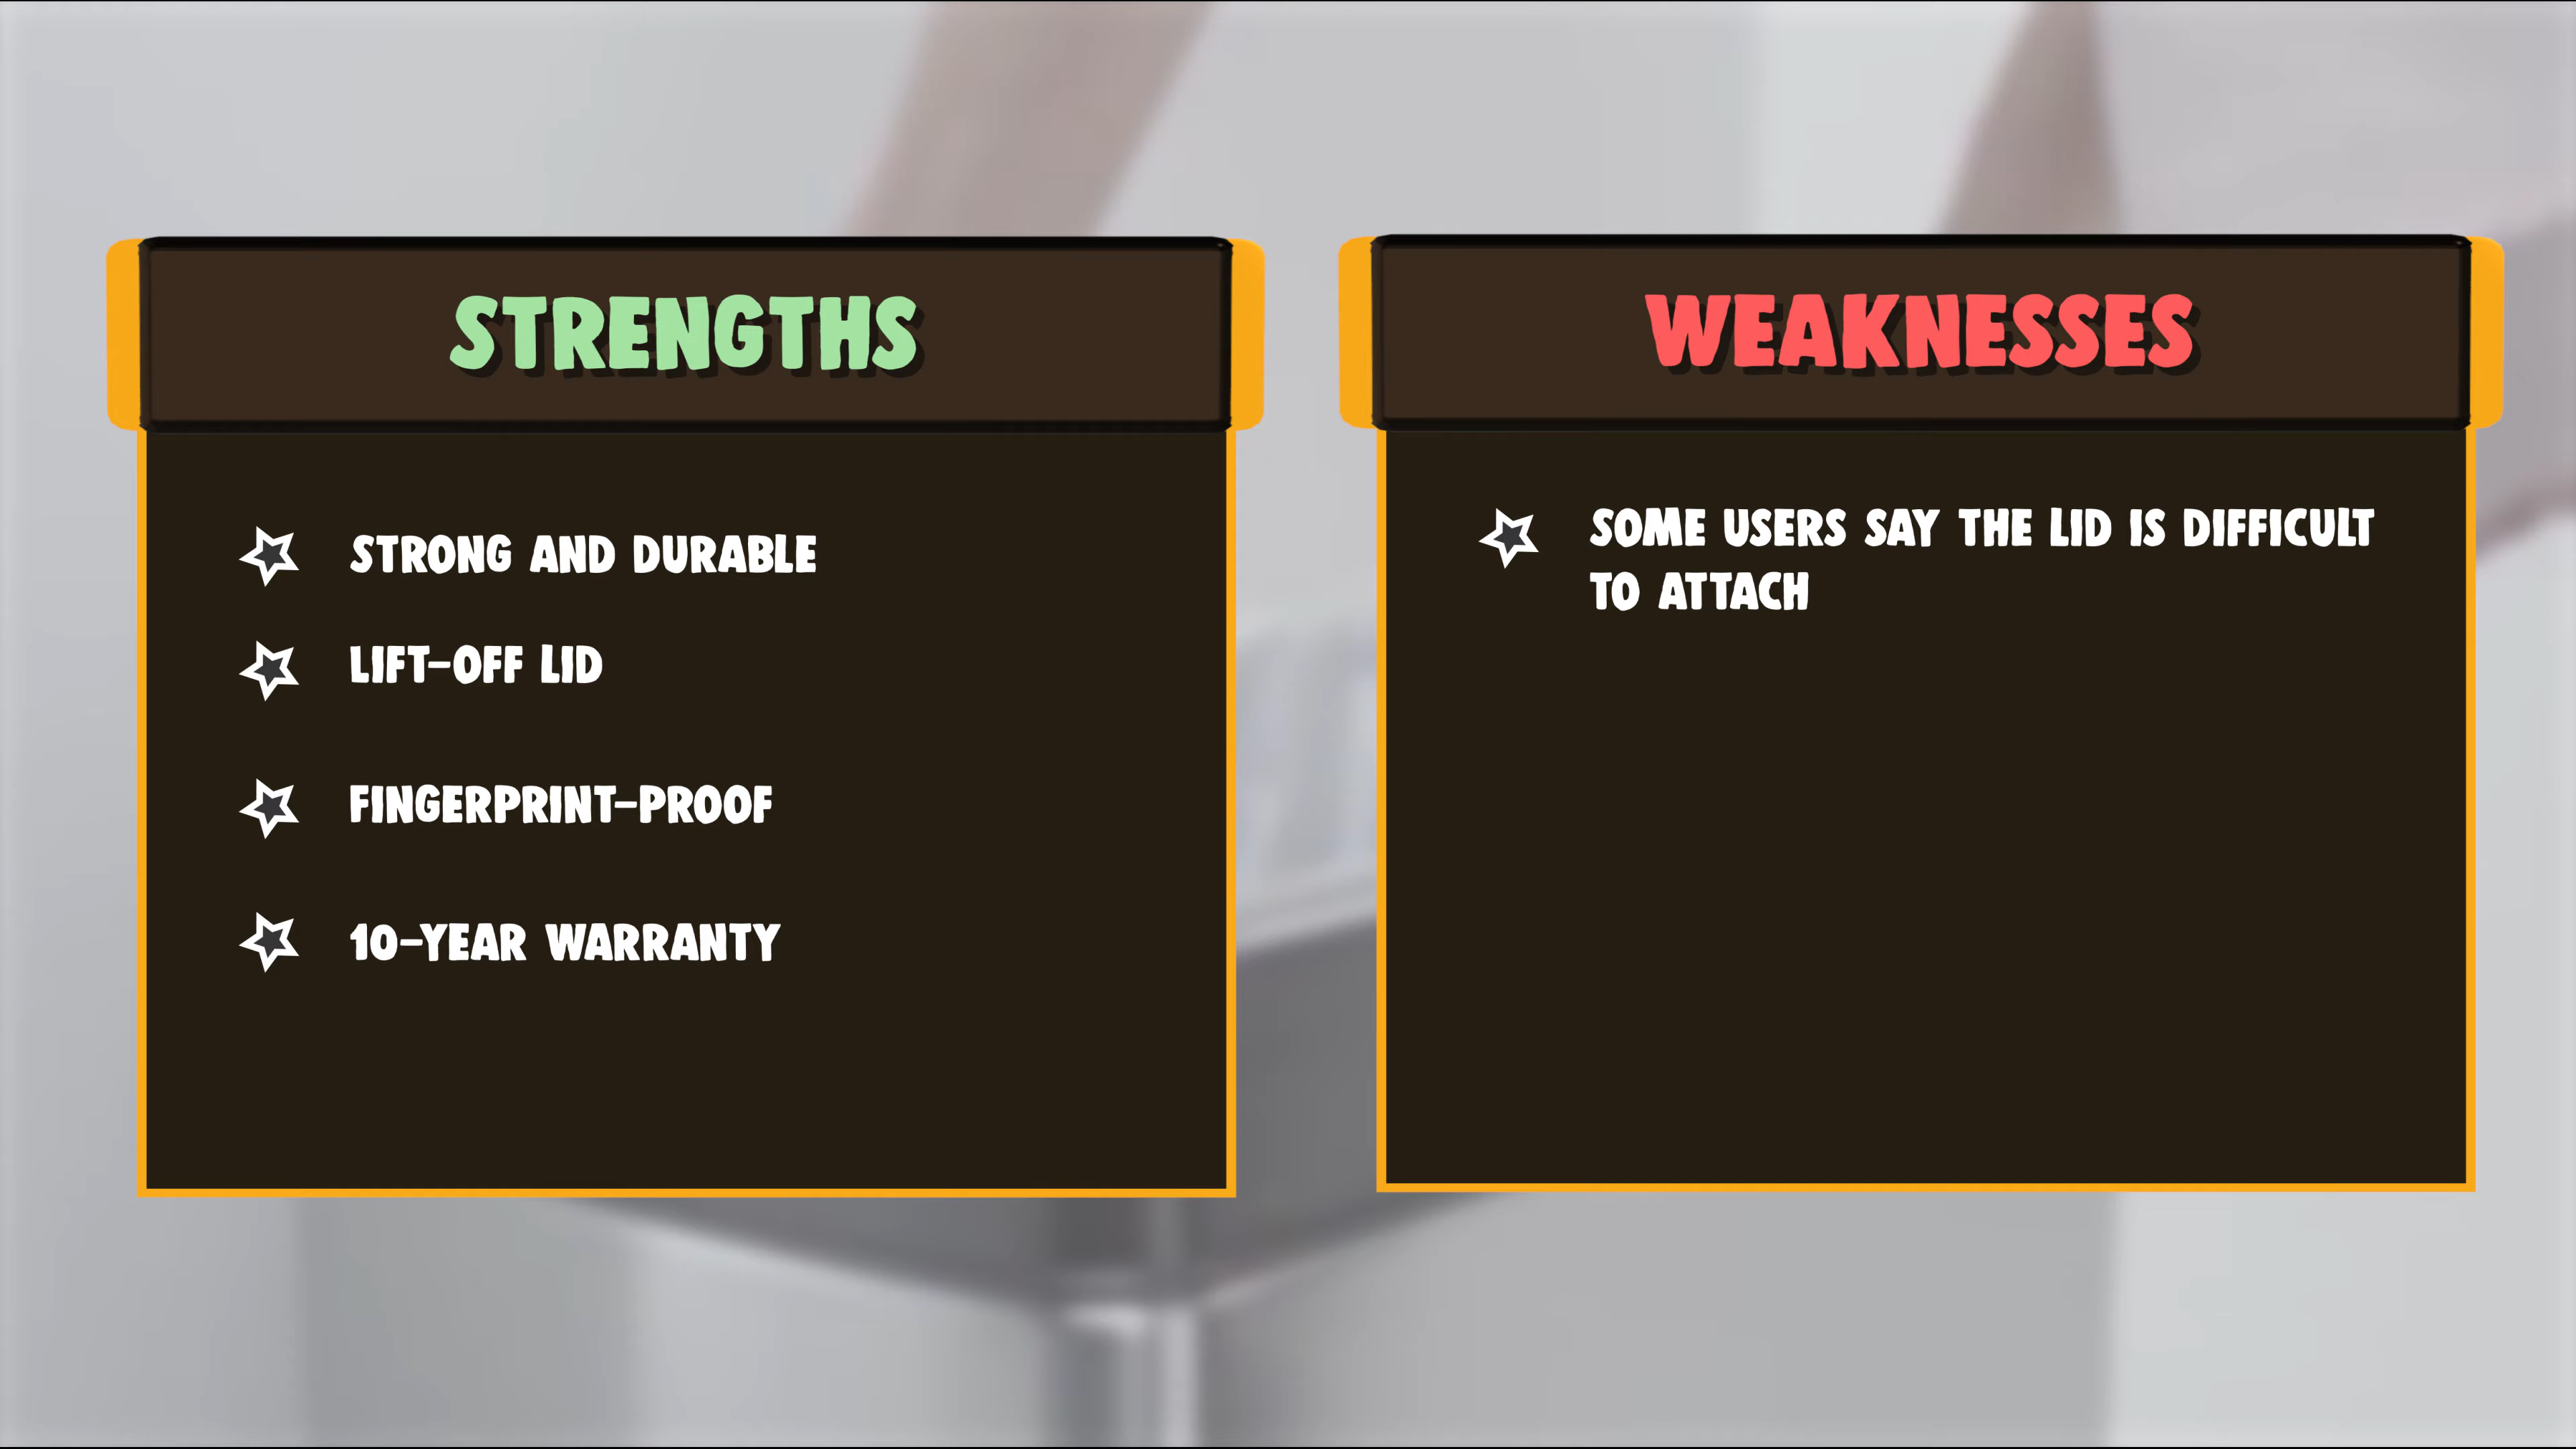 STRENGTHS
STRONG AND DURABLE
LIFT-OFF LID
FINGERPRINT-PROOF
10-YEAR WARRANTY
WEAKNESSES
SOME USERS SAY THE LID IS DIFFICULT
TO ATTACH